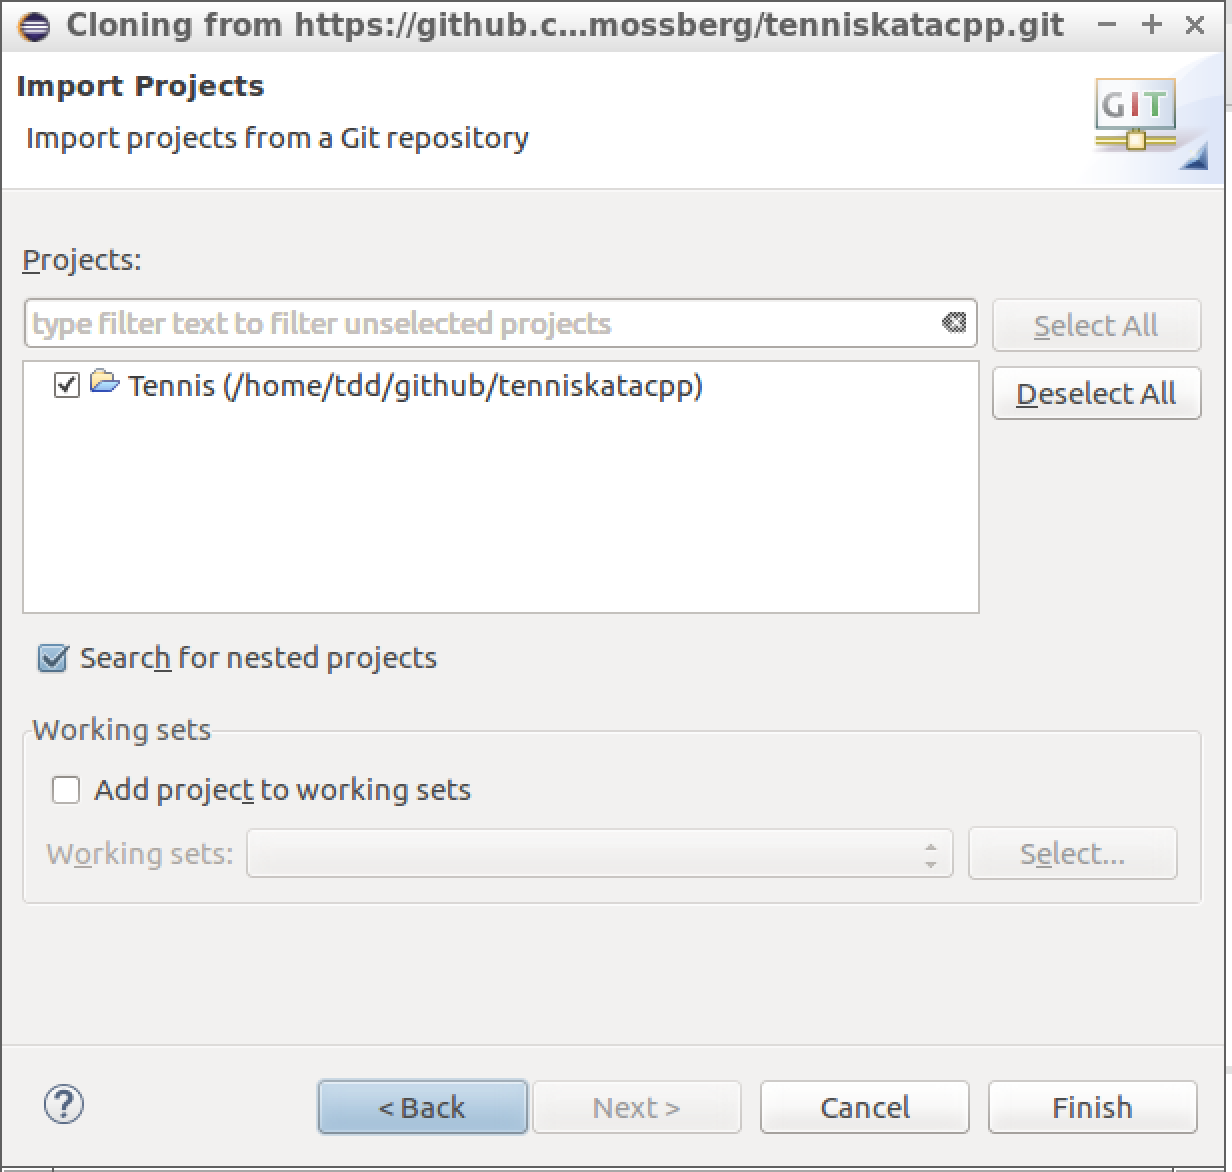 Cloning from https://github.c...mossberg/tenniskatacpp.git
Import Projects
Import projects from a Git repository
GIT
Projects:
type filter text to filter unselected projects
Select All
Tennis (/home/tdd/github/tenniskatacpp)
Deselect All
Search for nested projects
Working sets
Add project to working sets
Working sets:
Select...
?
< Back
Next >
Cancel
Finish